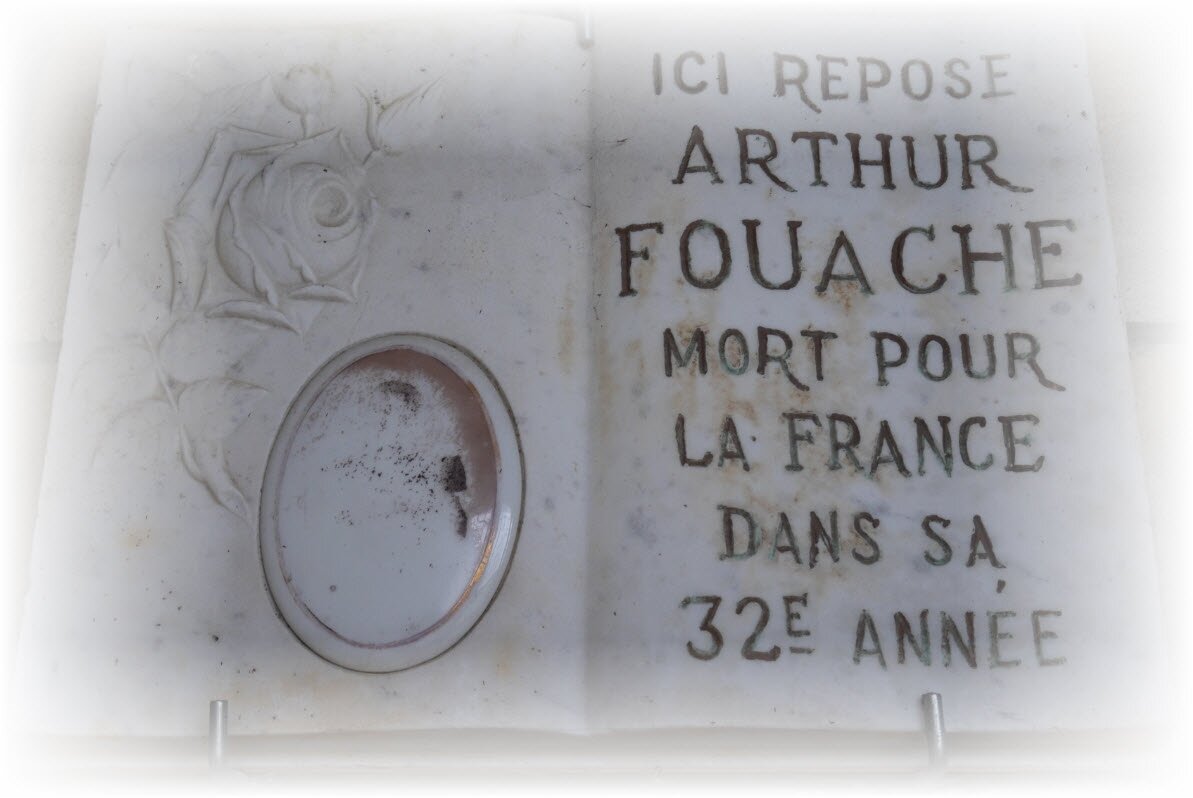 ICI REPOSE
ARTHUR
FOUACHE
MORT POUR
LA FRANCE
DANS SA
32E ANNÉE